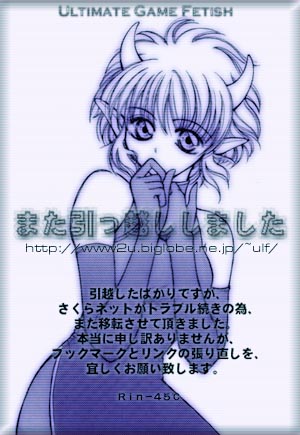 ULTIMATE GAME FETISH
また引っ越ししました
http://www2u.biglobe.ne.jp/~ulf/
引越したばかりですが、
さくらネットがトラブル続きの為、
また移転させて頂きました。
本当に申し訳ありませんが、
ブックマークとリンクの張り直しを、
宜しくお願い致します。
Rin-45C